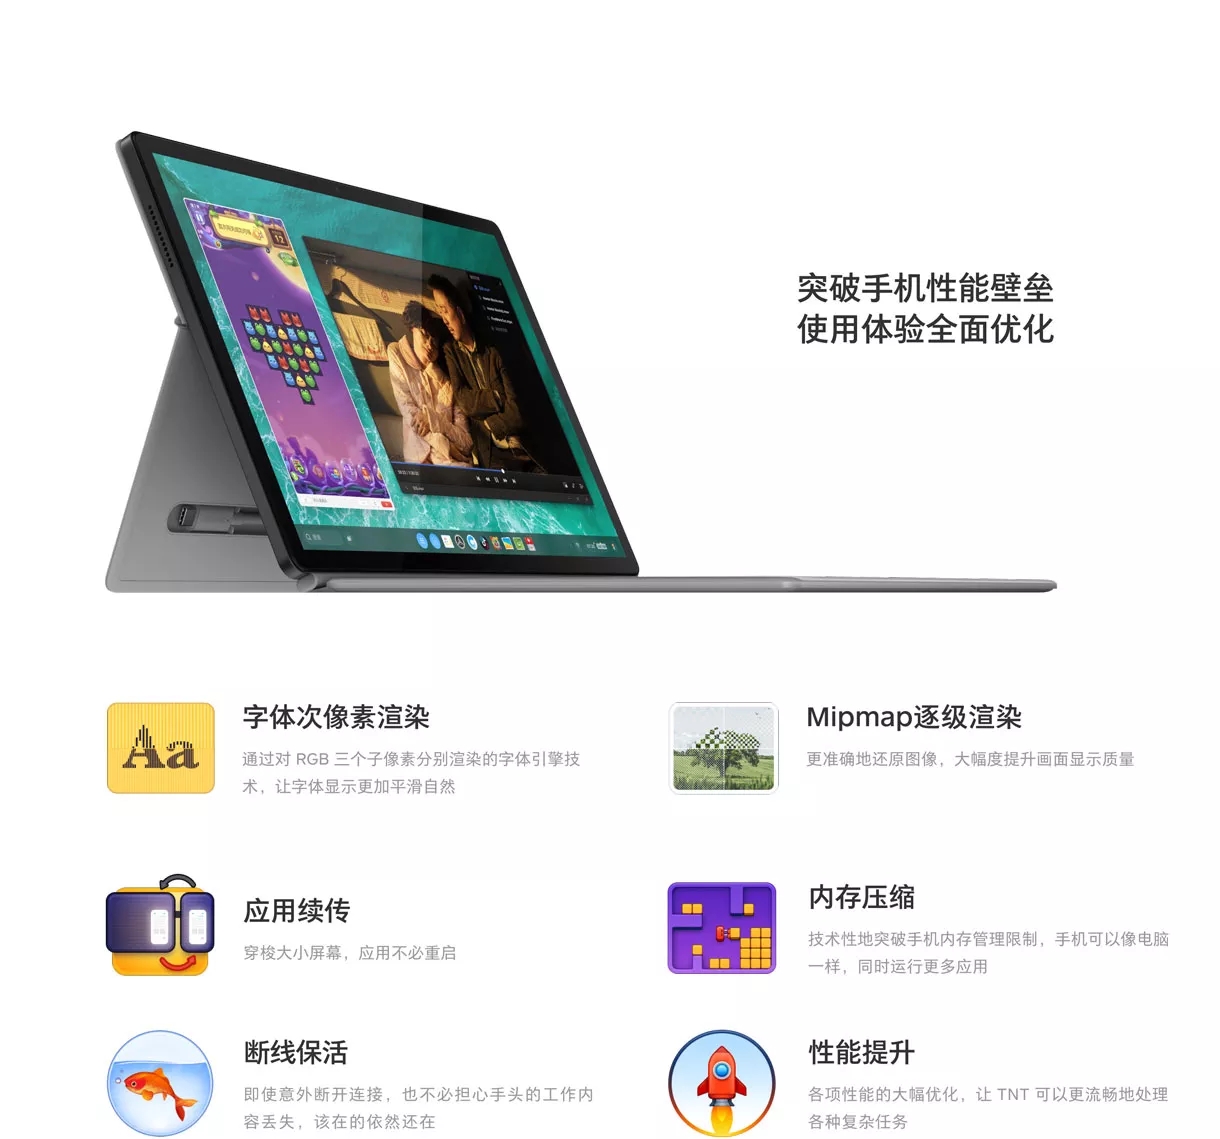 突破手机性能壁垒
使用体验全面优化
字体次像素渲染
通过对 RGB 三个子像素分别渲染的字体引擎技
术，让字体显示更加平滑自然
Mipmap逐级渲染
更准确地还原图像，大幅度提升画面显示质量
应用续传
穿梭大小屏幕，应用不必重启
内存压缩
技术性地突破手机内存管理限制，手机可以像电脑
一样，同时运行更多应用
断线保活
即使意外断开连接，也不必担心手头的工作内
容丢失，该在的依然还在
性能提升
各项性能的大幅优化，让 TNT 可以更流畅地处理
各种复杂任务
Aa